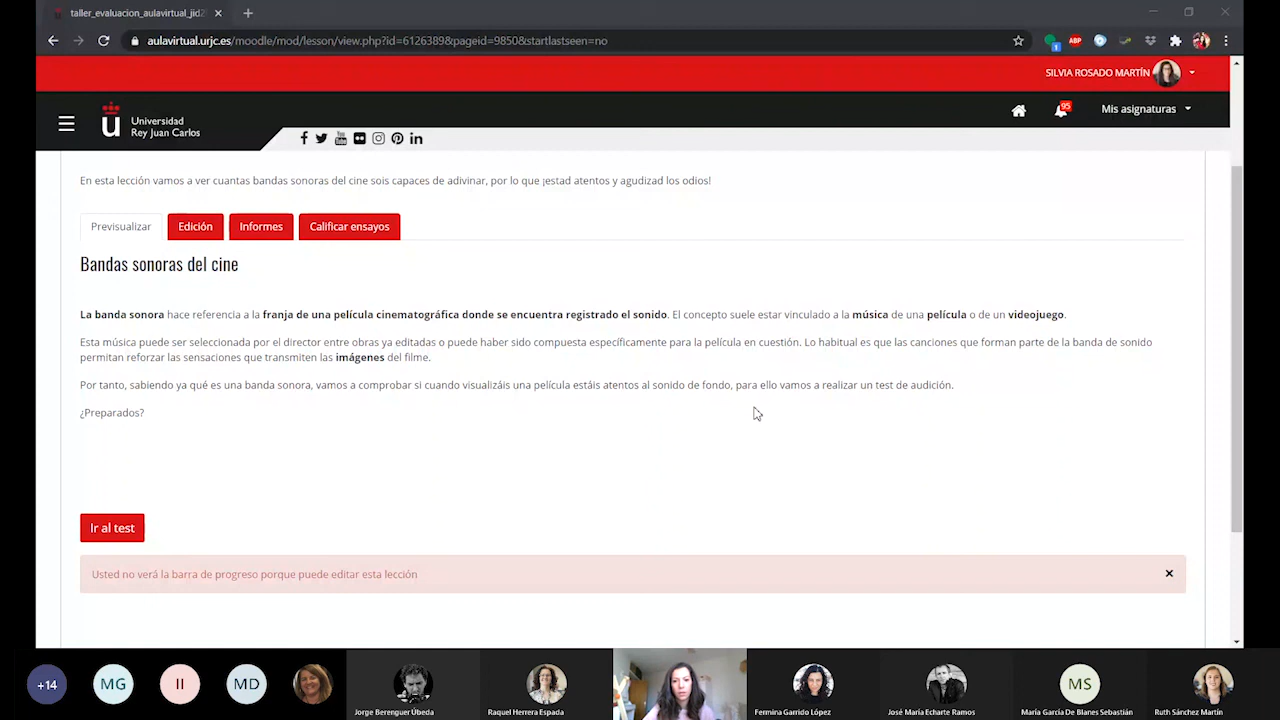 taller_evaluacion_aulavirtual_jid2
aulavirtual.urjc.es/moodle/mod/lesson/view.php?id=6126389&pageid=9850&startlastseen=no
ABP
1
SILVIA ROSADO MARTÍN
Universidad
Rey Juan Carlos
95
Mis asignaturas
En esta lección vamos a ver cuantas bandas sonoras del cine sois capaces de adivinar, por lo que ¡estad atentos y agudizad los odios!
Previsualizar
Edición
Informes
Calificar ensayos
Bandas sonoras del cine
La banda sonora hace referencia a la franja de una película cinematográfica donde se encuentra registrado el sonido. El concepto suele estar vinculado a la música de una película o de un videojuego.
Esta música puede ser seleccionada por el director entre obras ya editadas o puede haber sido compuesta específicamente para la película en cuestión. Lo habitual es que las canciones que forman parte de la banda de sonido
permitan reforzar las sensaciones que transmiten las imágenes del filme.
Por tanto, sabiendo ya qué es una banda sonora, vamos a comprobar si cuando visualizáis una película estáis atentos al sonido de fondo, para ello vamos a realizar un test de audición.
¿Preparados?
Ir al test
Usted no verá la barra de progreso porque puede editar esta lección
+14
MG
II
MD
MS
Jorge Berenguer Úbeda
Raquel Herrera Espada
Fermina Garrido López
José María Echarte Ramos
María García De Blanes Sebastián
Ruth Sánchez Martín